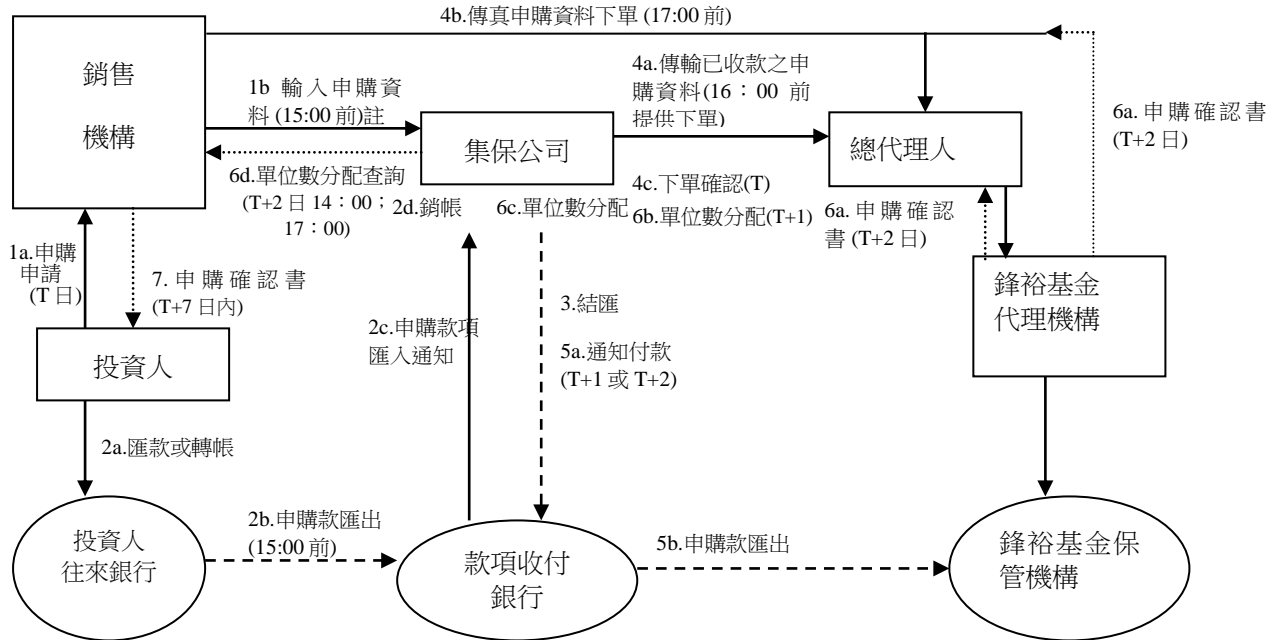 4b.傳真申購資料下單 (17:00 前)
銷售
機構
1b 輸入申購資
料 (15:00 前)註
4a.傳輸已收款之申
購資料(16：00 前
提供下單)
6a. 申購確認書
(T+2 日)
集保公司
總代理人
6d.單位數分配查詢
(T+2 日 14：00；
17：00)
2d.銷帳
6c.單位數分配
4c.下單確認(T)
6b.單位數分配(T+1)
6a. 申購確認
書 (T+2 日)
1a.申購
申請
(T 日)
7. 申購確認書
(T+7 日內)
2c.申購款項
匯入通知
3.結匯
5a.通知付款
(T+1 或 T+2)
鋒裕基金
代理機構
投資人
2a.匯款或轉帳
投資人
往來銀行
2b.申購款匯出
(15:00 前)
款項收付
銀行
5b.申購款匯出
鋒裕基金保
管機構